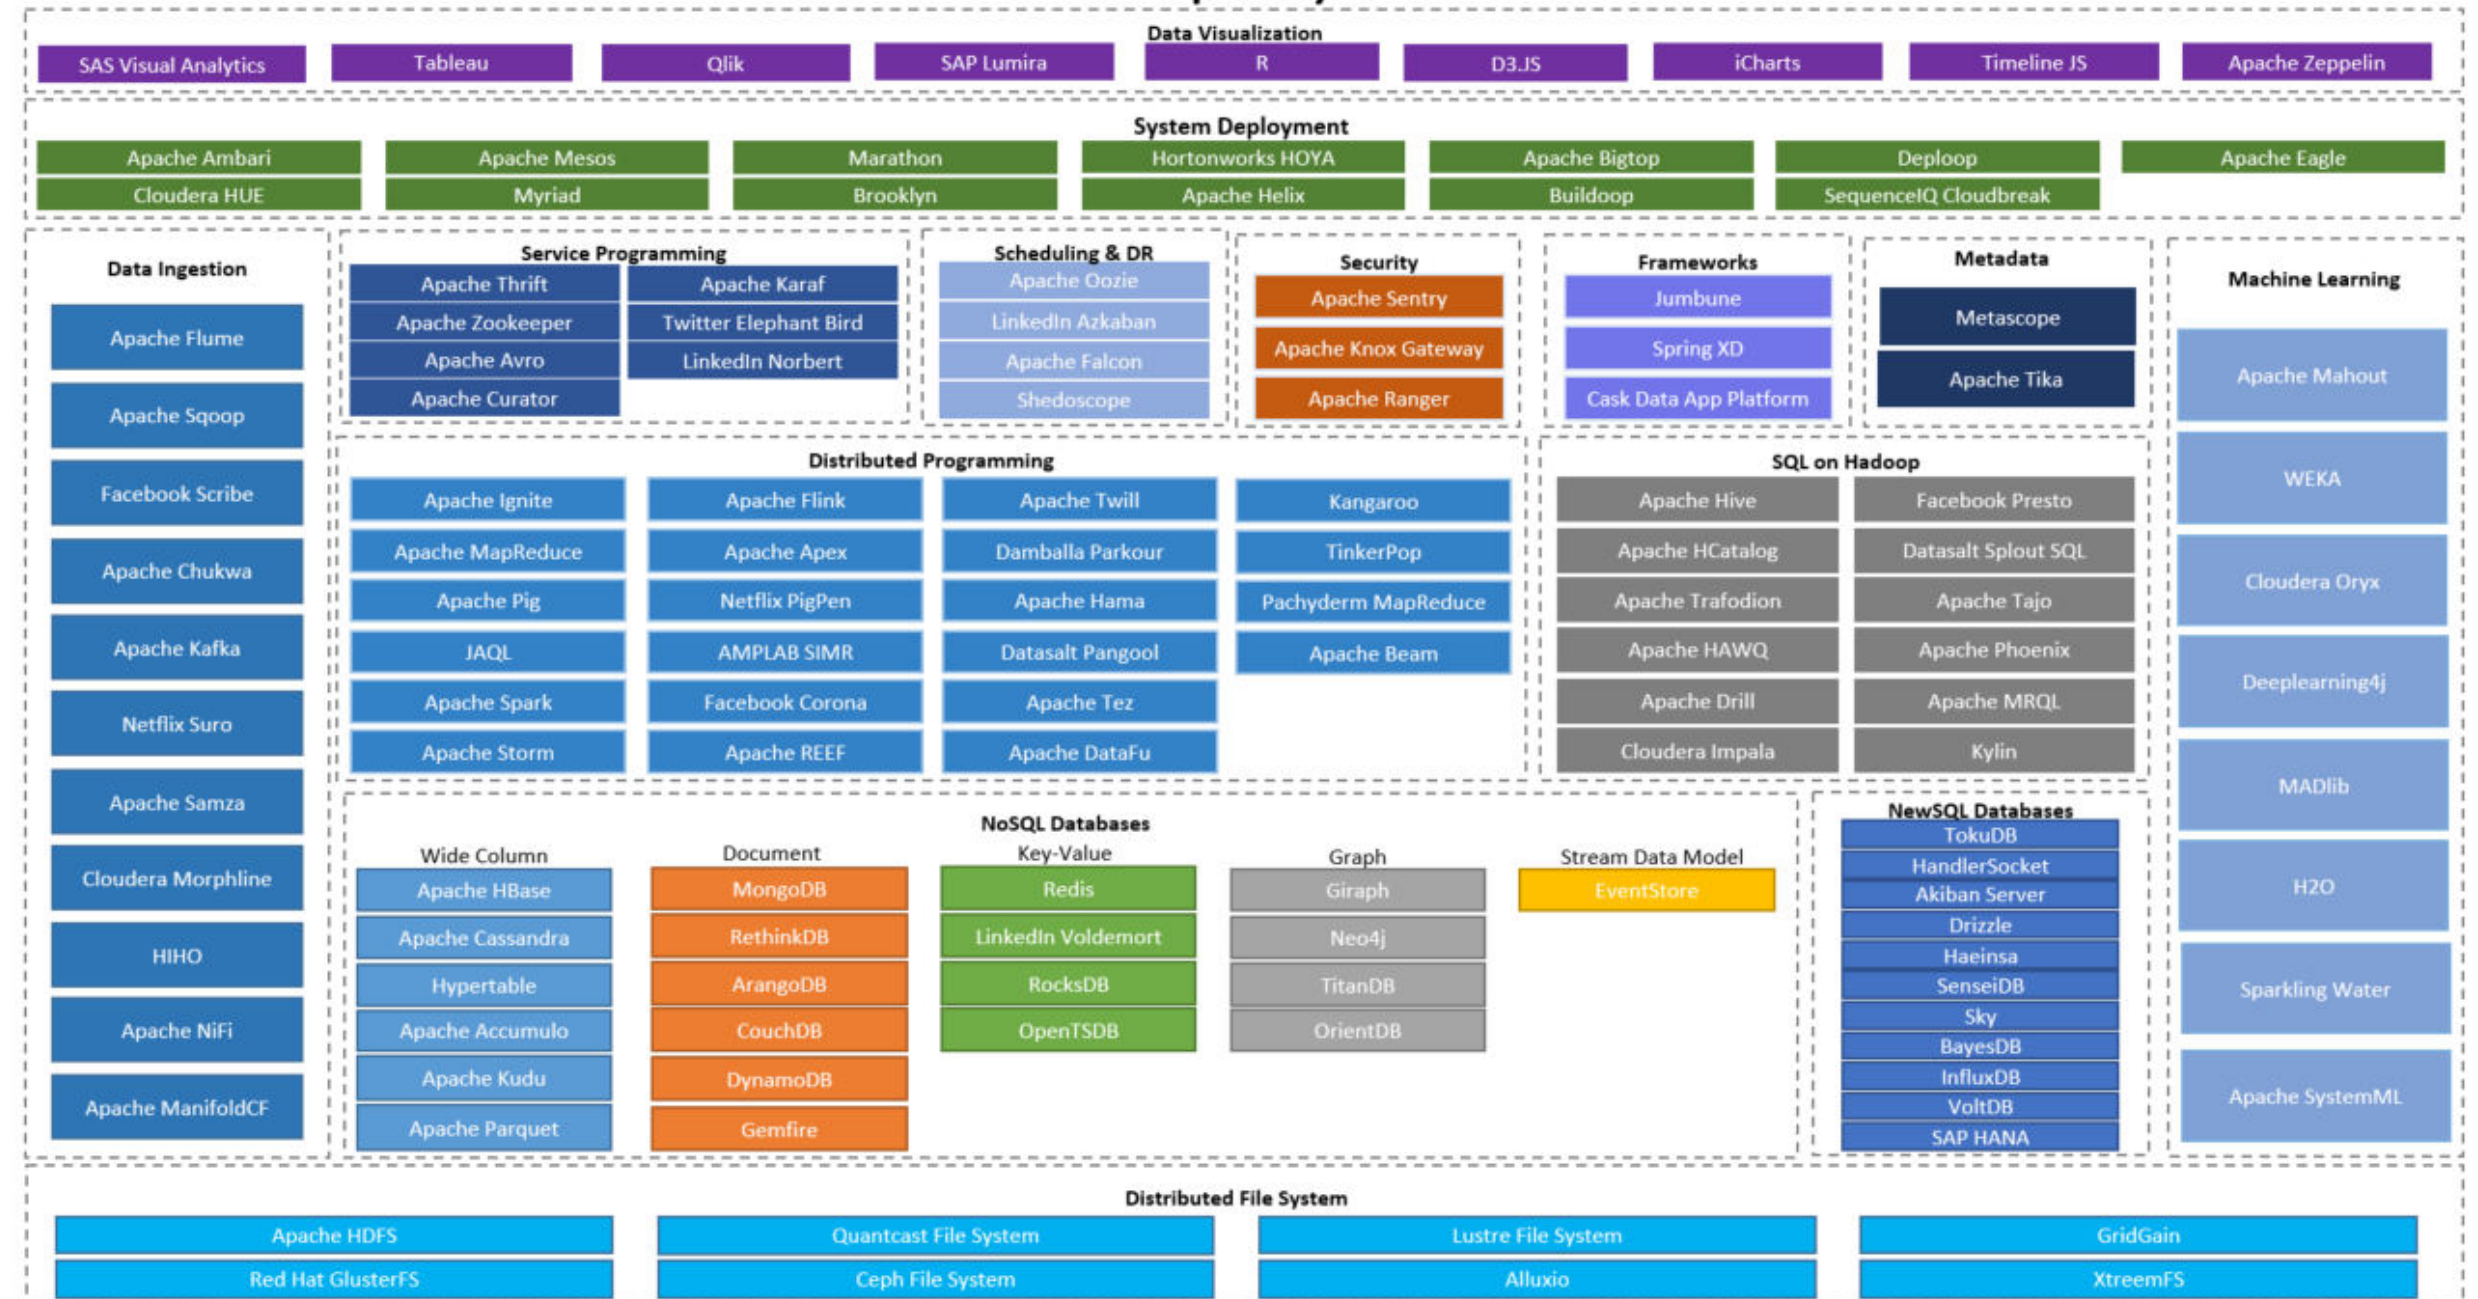 Data Visualization
SAS Visual Analytics
Tableau
Qlik
SAP Lumira
R
D3.JS
iCharts
Timeline JS
Apache Zeppelin
System Deployment
Apache Ambari
Apache Mesos
Marathon
Hortonworks HOYA
Apache Bigtop
Deploop
Apache Eagle
Cloudera HUE
Myriad
Brooklyn
Apache Helix
Buildoop
SequenceIQ Cloudbreak
Data Ingestion
Apache Flume
Apache Sqoop
Facebook Scribe
Apache Chukwa
Apache Kafka
Netflix Suro
Apache Samza
Cloudera Morphline
HIHO
Apache NiFi
Apache ManifoldCF
Service Programming
Apache Thrift
Apache Zookeeper
Apache Avro
Apache Curator
Apache Karaf
Twitter Elephant Bird
LinkedIn Norbert
Scheduling & DR
Apache Oozie
LinkedIn Azkaban
Apache Falcon
Shedoscope
Security
Apache Sentry
Apache Knox Gateway
Apache Ranger
Frameworks
Jumbune
Spring XD
Cask Data App Platform
Metadata
Metascope
Apache Tika
Machine Learning
Apache Mahout
WEKA
Cloudera Oryx
Deeplearning4j
MADlib
H2O
Sparkling Water
Apache SystemML
Distributed Programming
Apache Ignite
Apache MapReduce
Apache Pig
JAQL
Apache Spark
Apache Storm
Apache Flink
Apache Apex
Netflix PigPen
AMPLAB SIMR
Facebook Corona
Apache REEF
Apache Twill
Damballa Parkour
Apache Hama
Datasalt Pangool
Apache Tez
Apache DataFu
Kangaroo
TinkerPop
Pachyderm MapReduce
Apache Beam
SQL on Hadoop
Apache Hive
Apache HCatalog
Apache Trafodion
Apache HAWQ
Apache Drill
Cloudera Impala
Facebook Presto
Datasalt Splout SQL
Apache Tajo
Apache Phoenix
Apache MRQL
Kylin
NoSQL Databases
Wide Column
Apache HBase
Apache Cassandra
Hypertable
Apache Accumulo
Apache Kudu
Apache Parquet
Document
MongoDB
RethinkDB
ArangoDB
CouchDB
DynamoDB
Gemfire
Key-Value
Redis
LinkedIn Voldemort
RocksDB
OpenTSDB
Graph
Giraph
Neo4j
TitanDB
OrientDB
Stream Data Model
EventStore
NewSQL Databases
TokuDB
HandlerSocket
Akiban Server
Drizzle
Haeinsa
SenseiDB
Sky
BayesDB
InfluxDB
VoltDB
SAP HANA
Distributed File System
Apache HDFS
Quantcast File System
Lustre File System
GridGain
Red Hat GlusterFS
Ceph File System
Alluxio
XtreemFS